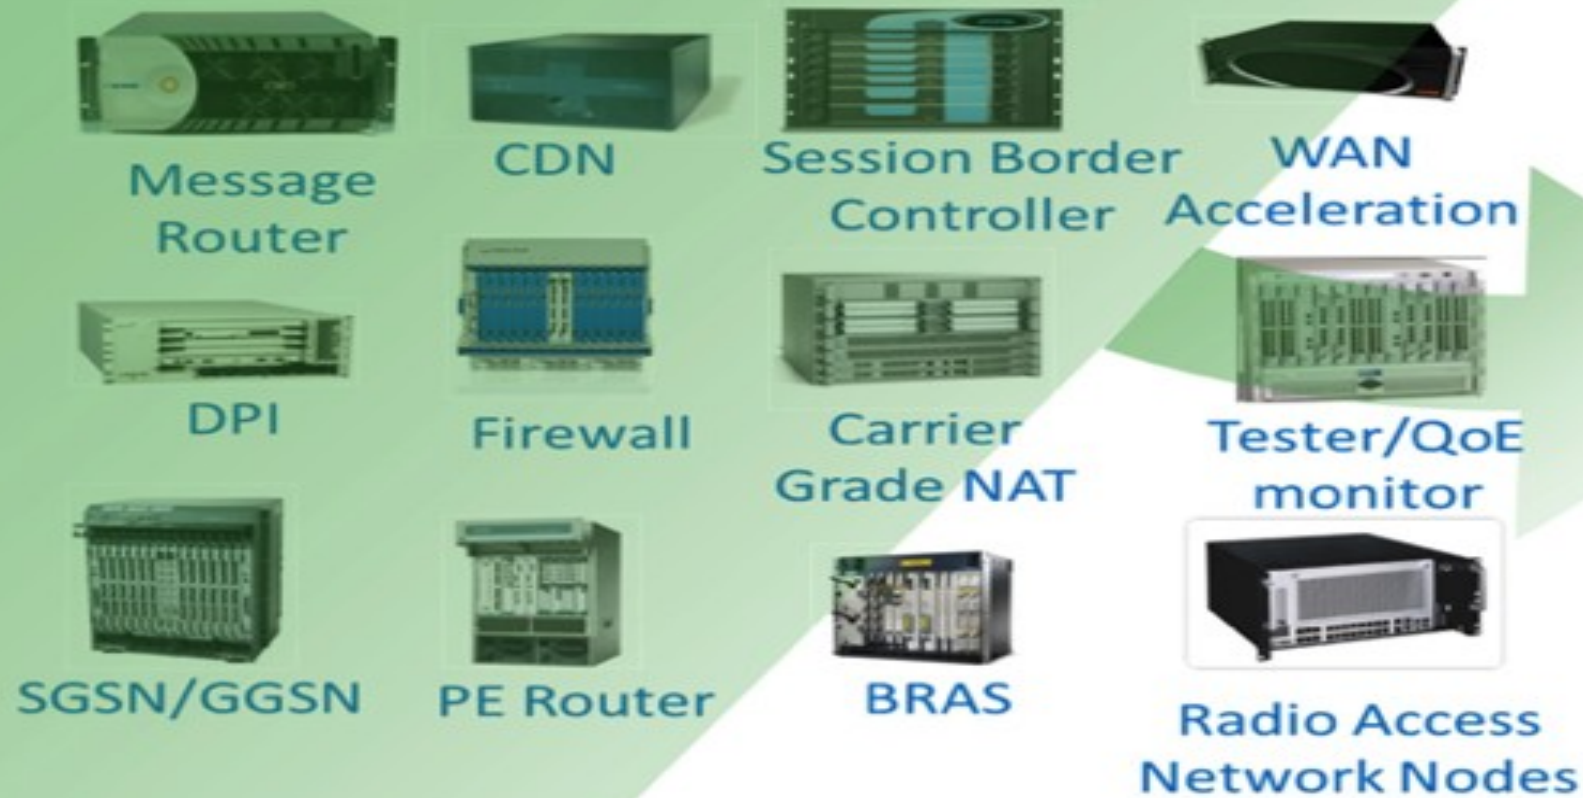 Message
Router
CDN
Session Border
Controller
WAN
Acceleration
DPI
Firewall
Carrier
Grade NAT
Tester/QoE
monitor
SGSN/GGSN
PE Router
BRAS
Radio Access
Network Nodes